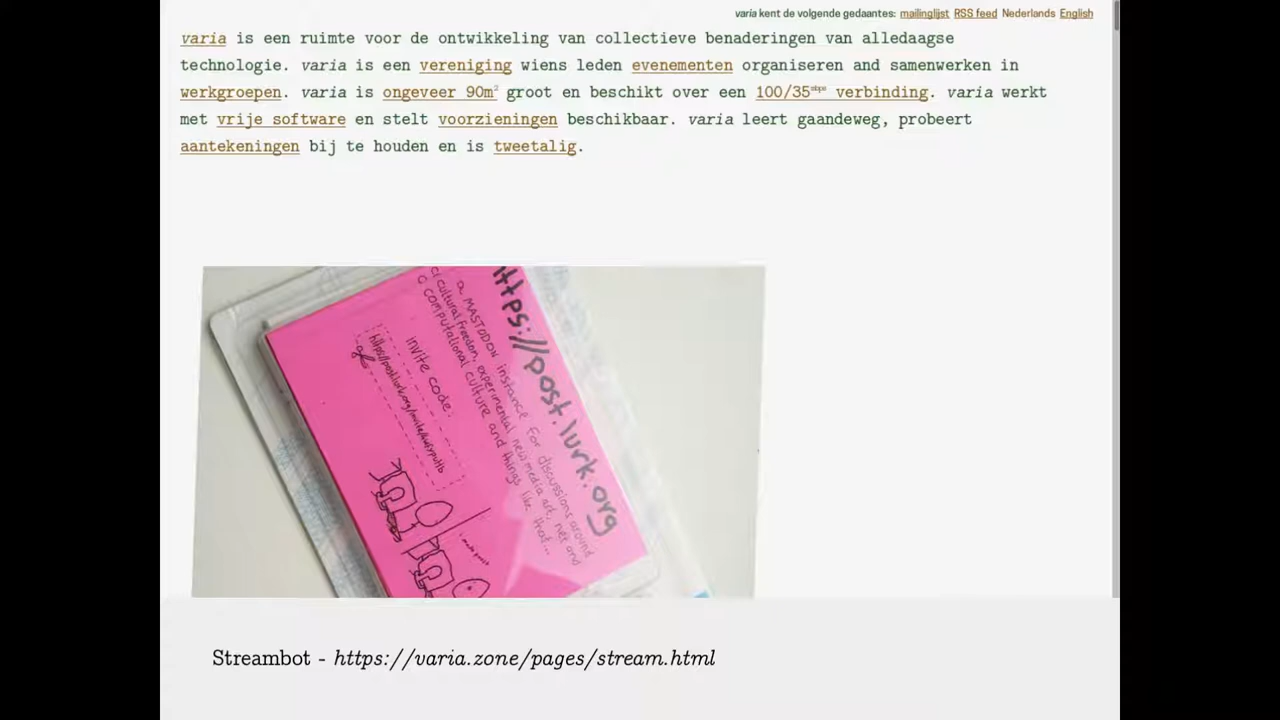 varia kent de volgende gedaantes: mailinglijst RSS feed Nederlands English
varia is een ruimte voor de ontwikkeling van collectieve benaderingen van alledaagse
technologie. varia is een vereniging wiens leden evenementen organiseren and samenwerken in
werkgroepen. varia is ongeveer 90m² groot en beschikt over een 100/35mbps verbinding. varia werkt
met vrije software en stelt voorzieningen beschikbaar. varia leert gaandeweg, probeert
aantekeningen bij te houden en is tweetalig.
https://post.lurk.org
a MASTODON instance for discussions around
cultural freedom, experimental new media art, net and
computational culture and things like that...
invite code:
Streambot - https://varia.zone/pages/stream.html